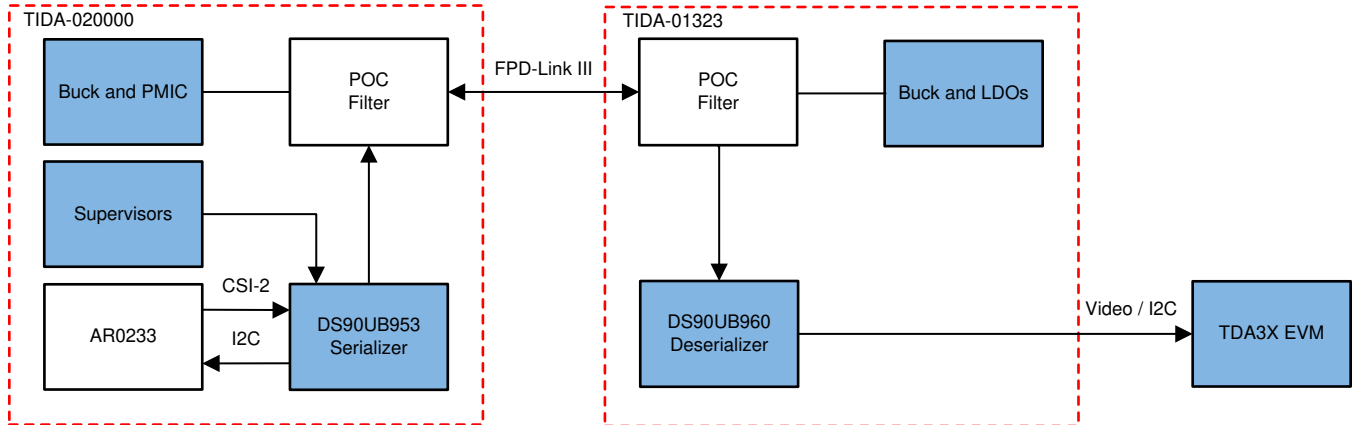 TIDA-020000
Buck and PMIC
POC
Filter
Supervisors
CSI-2
AR0233
I2C
DS90UB953
Serializer
FPD-Link III
TIDA-01323
POC
Filter
Buck and LDOs
DS90UB960
Deserializer
Video / I2C
TDA3X EVM